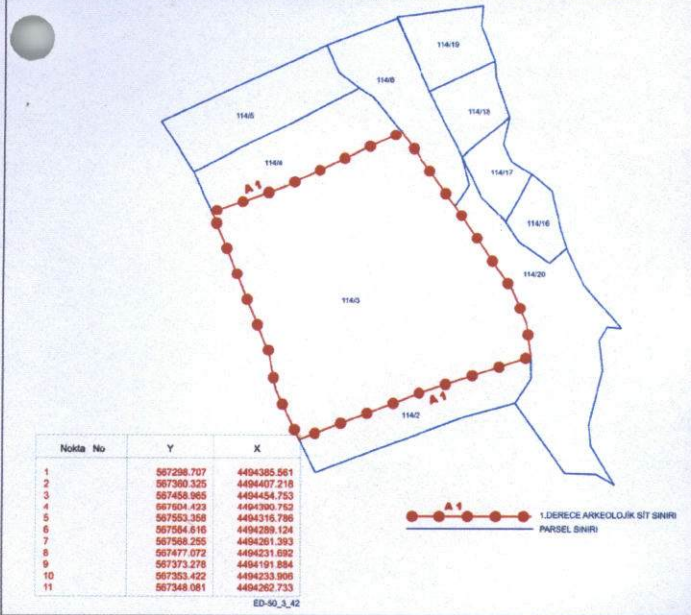 114/19
114/6
114/18
114/5
114/4
114/17
A 1
114/16
114/20
114/3
A 1
114/2
Nokta No Y X
1 567298.707 4494385.561
2 567360.325 4494407.218
3 567458.965 4494454.753
4 567604.423 4494390.752
5 567553.358 4494316.786
6 567564.616 4494289.124
7 567568.255 4494261.393
8 567477.072 4494231.692
9 567373.278 4494191.884
10 567353.422 4494233.906
11 567348.081 4494262.733
A 1
1.DERECE ARKEOLOJİK SİT SINIRI
PARSEL SINIRI
ED-50_3_42